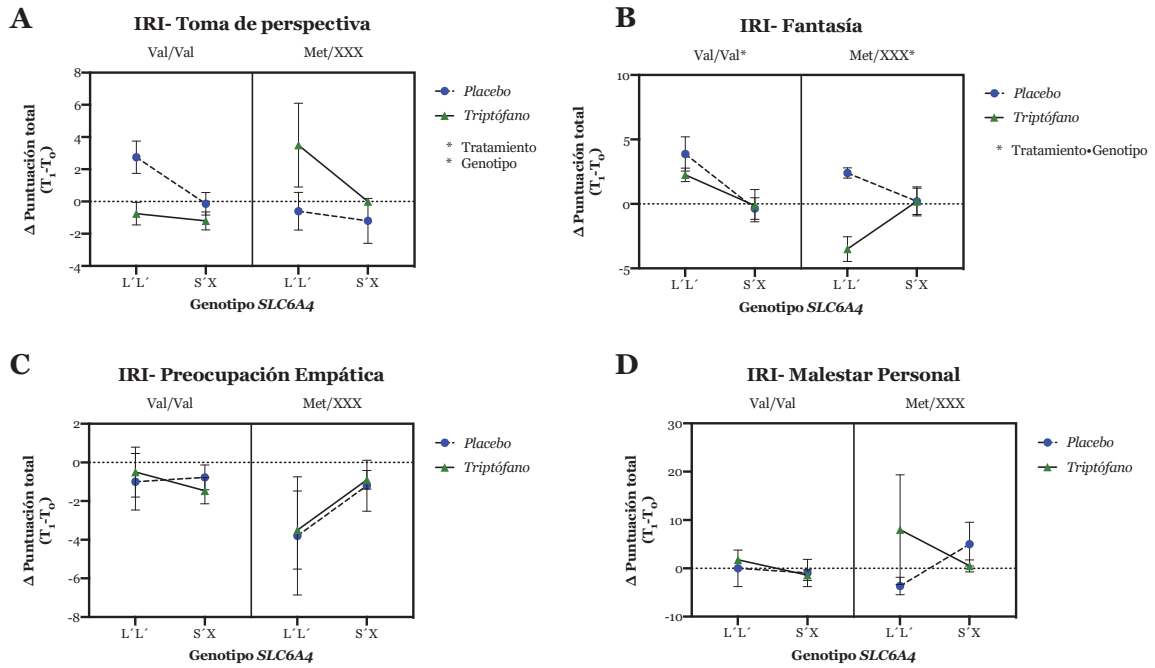 A
IRI- Toma de perspectiva
Val/Val
Met/XXX
Δ Puntuación total
(T₁-T₀)
8
6
4
2
0
-2
-4
L´L´
S´X
L´L´
S´X
Genotipo SLC6A4
Placebo
Triptófano
* Tratamiento
* Genotipo
B
IRI- Fantasía
Val/Val*
Met/XXX*
Δ Puntuación total
(T₁-T₀)
10
5
0
-5
L´L´
S´X
L´L´
S´X
Genotipo SLC6A4
Placebo
Triptófano
* Tratamiento•Genotipo
C
IRI- Preocupación Empática
Val/Val
Met/XXX
Δ Puntuación total
(T₁-T₀)
2
0
-2
-4
-6
-8
L´L´
S´X
L´L´
S´X
Genotipo SLC6A4
Placebo
Triptófano
D
IRI- Malestar Personal
Val/Val
Met/XXX
Δ Puntuación total
(T₁-T₀)
30
20
10
0
-10
L´L´
S´X
L´L´
S´X
Genotipo SLC6A4
Placebo
Triptófano